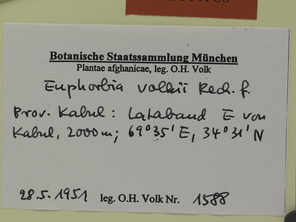 Botanische Staatssammlung München
Plantae afghanicae, leg. O.H. Volk
Euphorbia volkii Rech. f.
Prov. Kabul: Lataband E von
Kabul, 2000m; 69°35' E, 34°31' N
28.5.1951 leg. O.H. Volk Nr. 1588